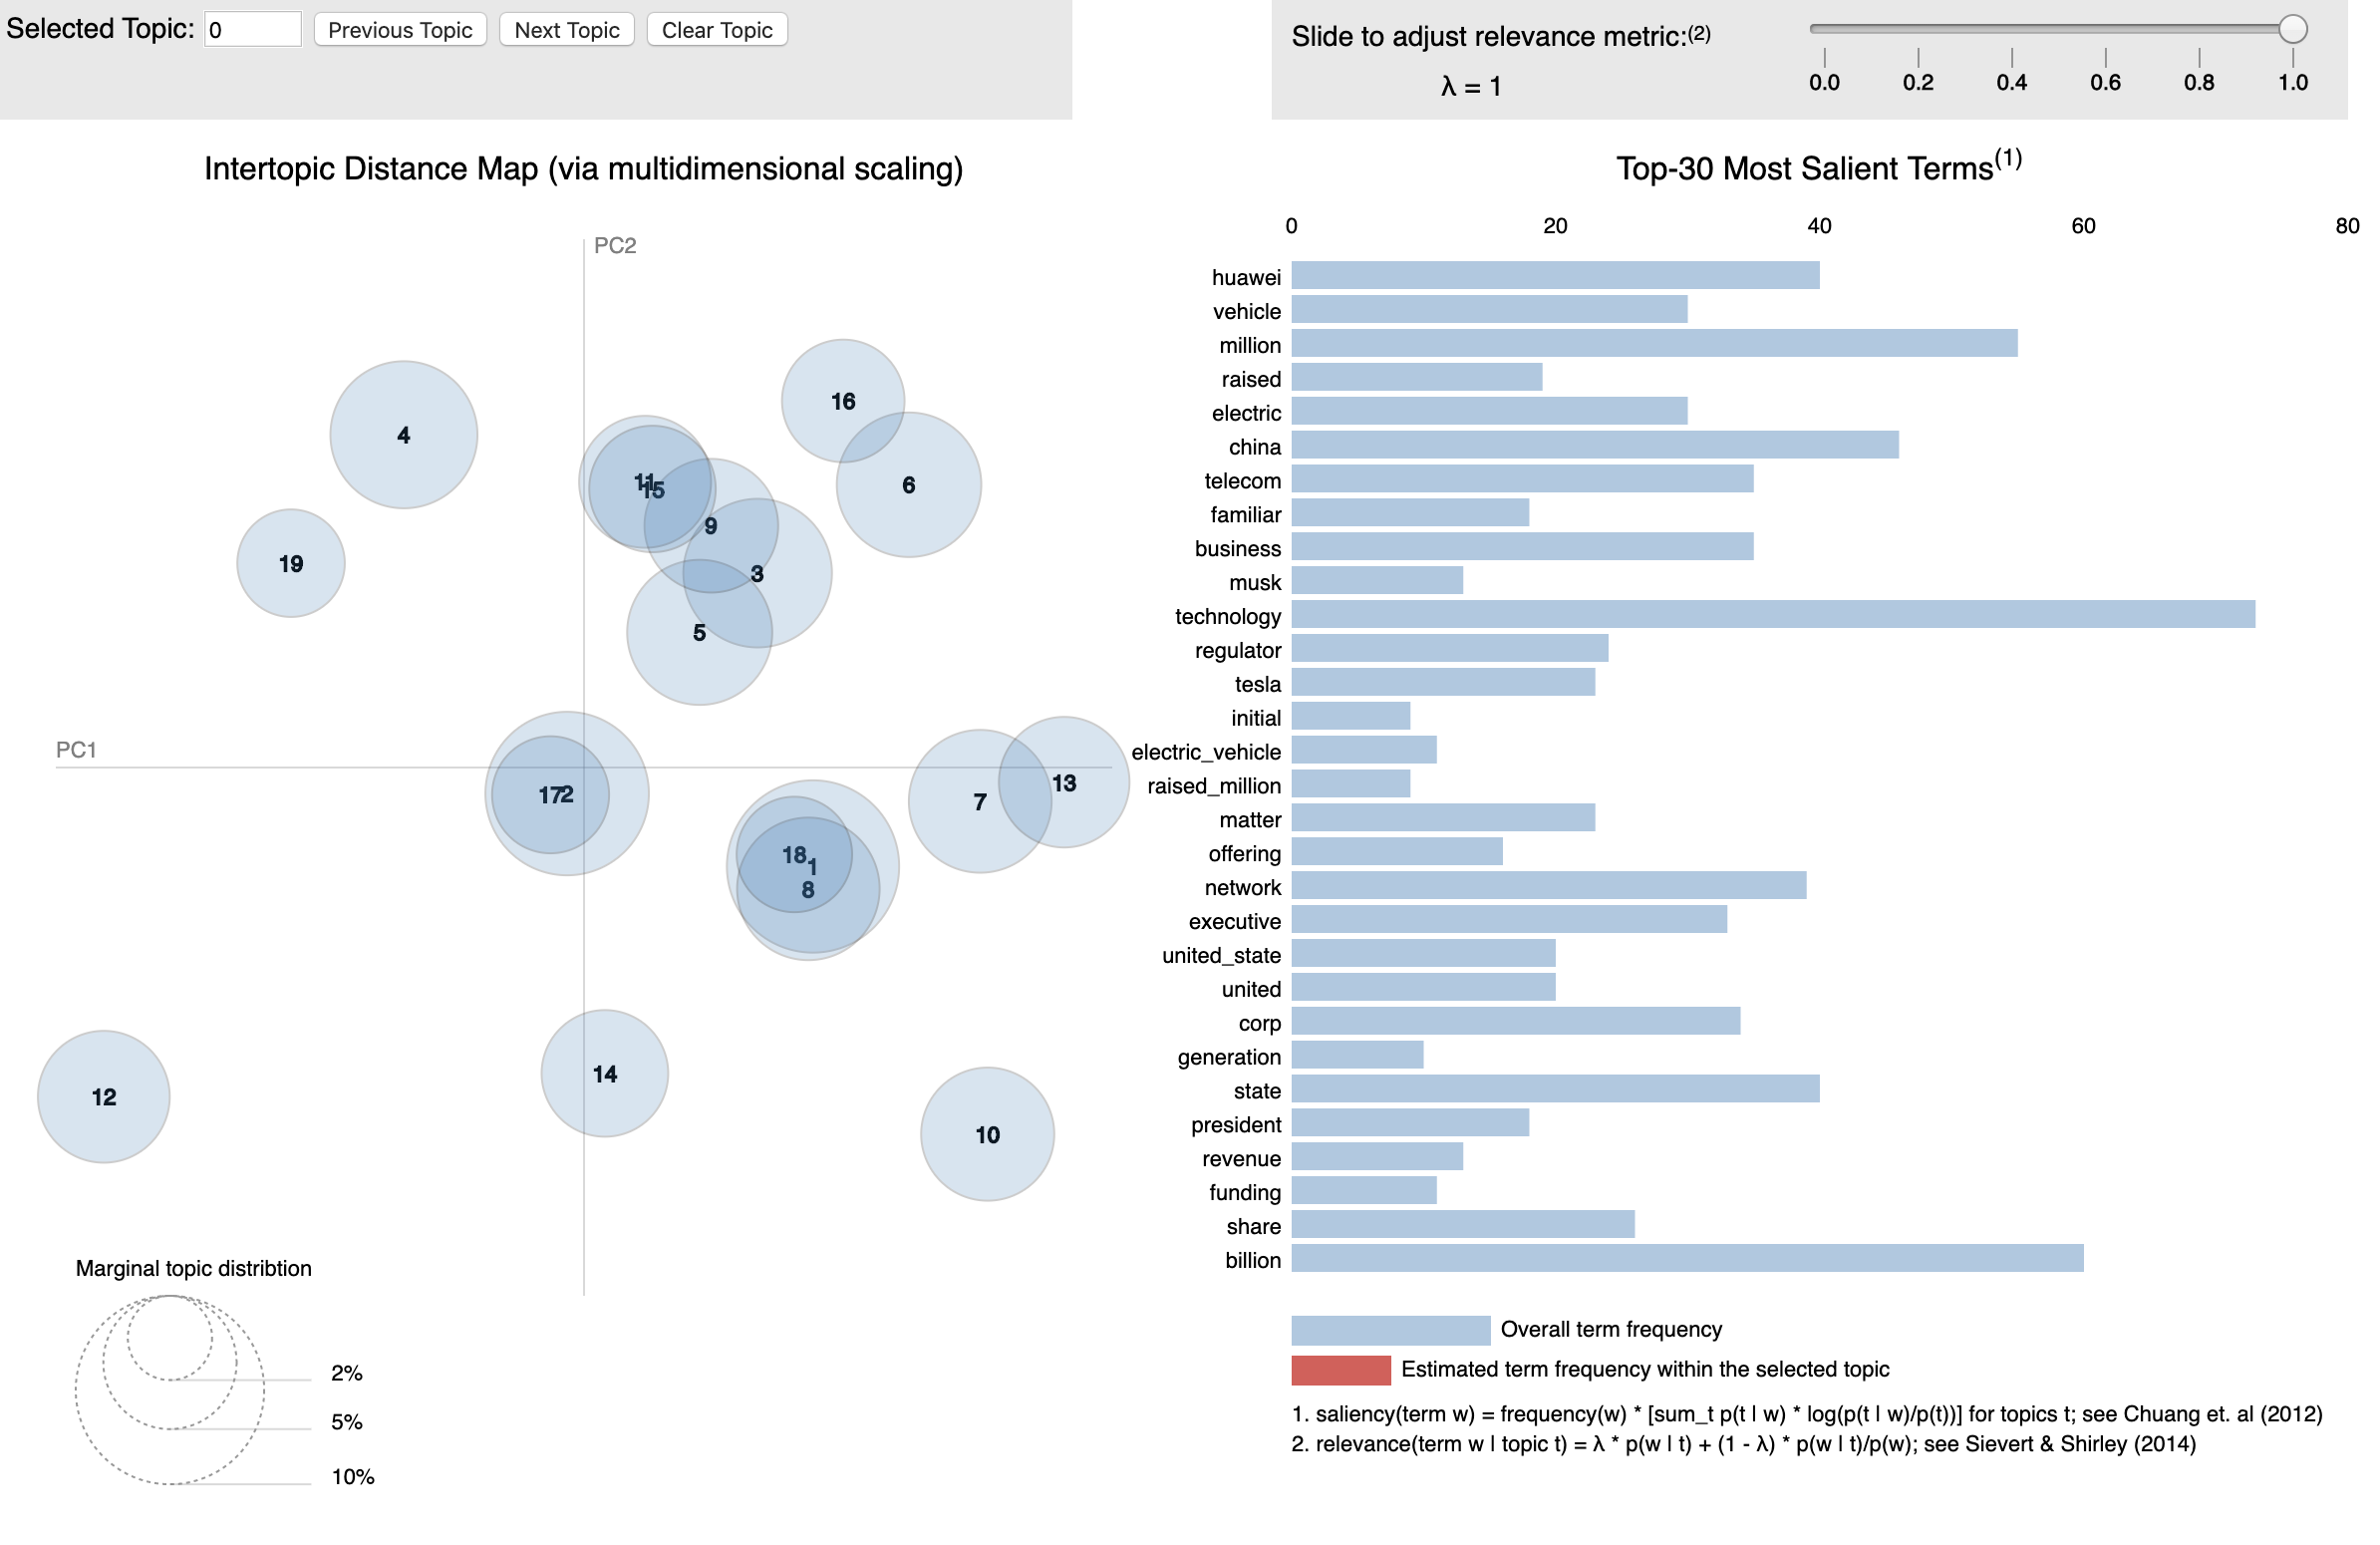 Selected Topic: 0 Previous Topic Next Topic Clear Topic
Slide to adjust relevance metric:(2)
λ = 1
0.0 0.2 0.4 0.6 0.8 1.0
Intertopic Distance Map (via multidimensional scaling)
PC2
PC1
4
19
16
6
11
15
9
3
5
17
2
7
13
18
1
8
14
12
10
Marginal topic distribtion
2%
5%
10%
Top-30 Most Salient Terms(1)
0 20 40 60 80
huawei
vehicle
million
raised
electric
china
telecom
familiar
business
musk
technology
regulator
tesla
initial
electric_vehicle
raised_million
matter
offering
network
executive
united_state
united
corp
generation
state
president
revenue
funding
share
billion
Overall term frequency
Estimated term frequency within the selected topic
1. saliency(term w) = frequency(w) * [sum_t p(t | w) * log(p(t | w)/p(t))] for topics t; see Chuang et. al (2012)
2. relevance(term w | topic t) = λ * p(w | t) + (1 - λ) * p(w | t)/p(w); see Sievert & Shirley (2014)